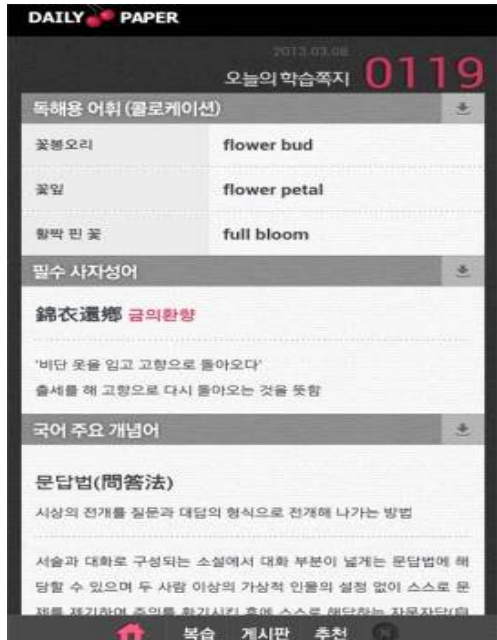 DAILY PAPER
2013.03.08
오늘의 학습쪽지 0119
독해용 어휘 (콜로케이션)
꽃봉오리 flower bud
꽃잎 flower petal
활짝 핀 꽃 full bloom
필수 사자성어
錦衣還鄕 금의환향
'비단 옷을 입고 고향으로 돌아오다'
출세를 해 고향으로 다시 돌아오는 것을 뜻함
국어 주요 개념어
문답법(問答法)
시상의 전개를 질문과 대답의 형식으로 전개해 나가는 방법
서술과 대화로 구성되는 소설에서 대화 부분이 넓게는 문답법에 해
당할 수 있으며 두 사람 이상의 가상적 인물의 설정 없이 스스로 문
제를 제기하며 주의를 환기시킨 후에 스스로 해답하는 자문자답(自
복습 게시판 추천